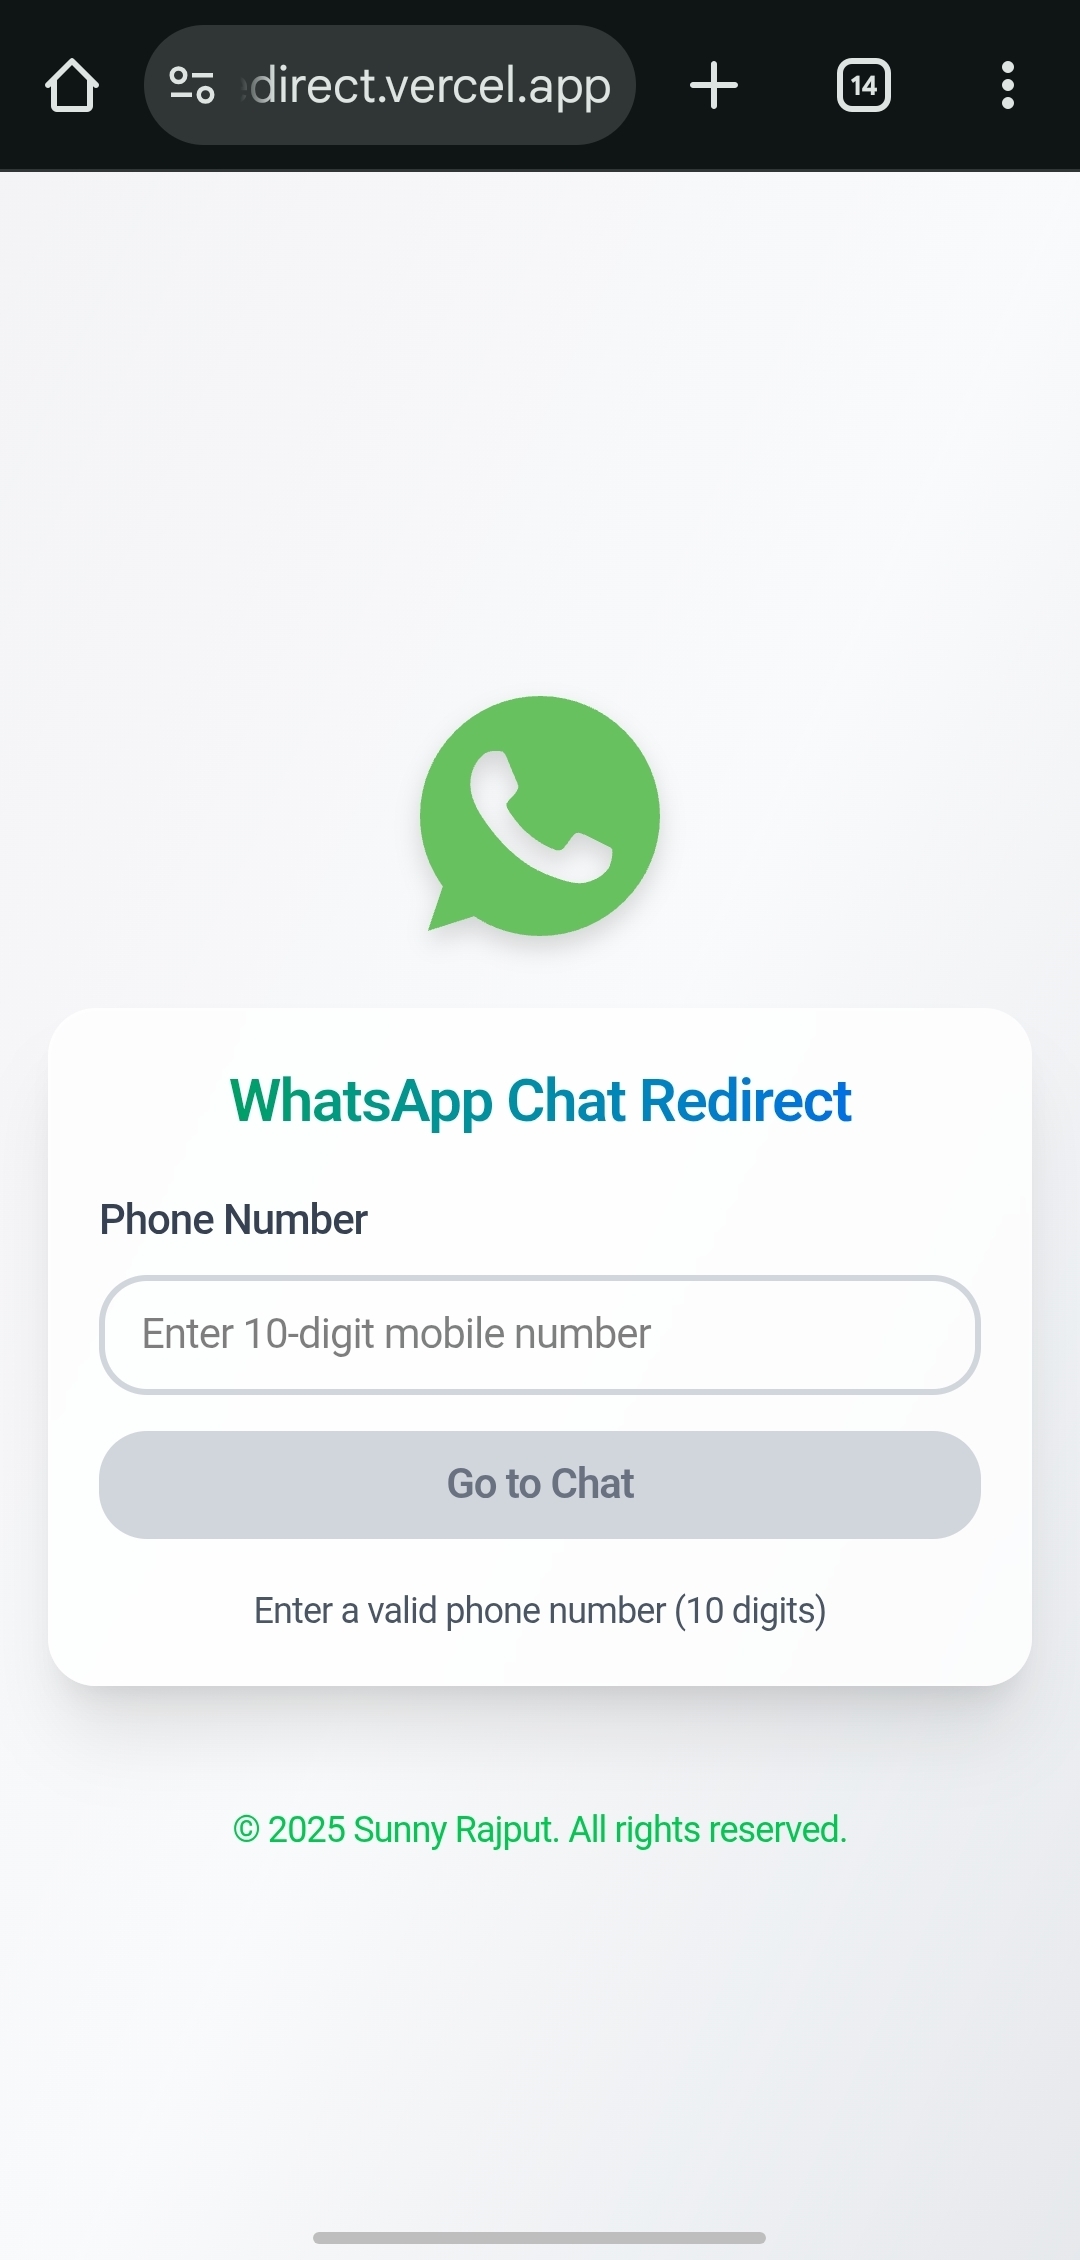 direct.vercel.app
14
WhatsApp Chat Redirect
Phone Number
Enter 10-digit mobile number
Go to Chat
Enter a valid phone number (10 digits)
© 2025 Sunny Rajput. All rights reserved.